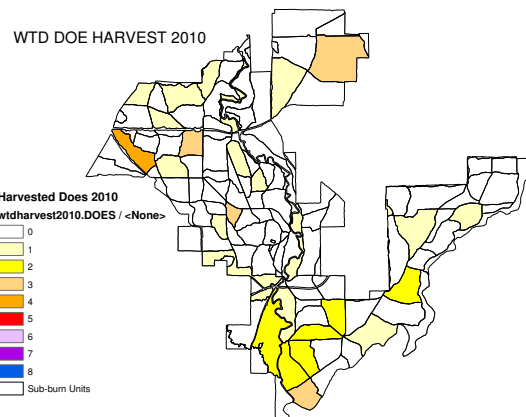 WTD DOE HARVEST 2010
Harvested Does 2010
wtdharvest2010.DOES / <None>
0
1
2
3
4
5
6
7
8
Sub-burn Units